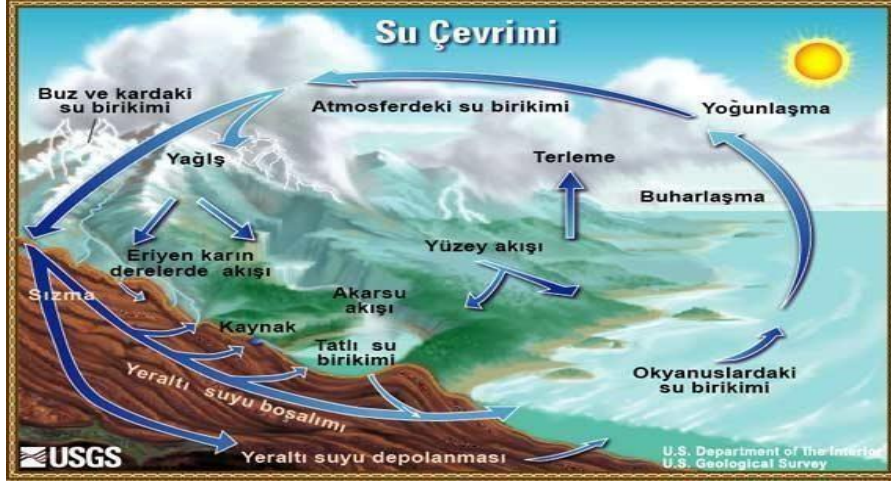 Su Çevrimi
Buz ve kardaki
su birikimi
Atmosferdeki su birikimi
Yoğunlaşma
Yağış
Terleme
Buharlaşma
Eriyen karın
derelerde akışı
Yüzey akışı
Sızma
Akarsu
akışı
Kaynak
Tatlı su
birikimi
Okyanuslardaki
su birikimi
Yeraltı suyu boşalımı
Yeraltı suyu depolanması
USGS
U.S. Department of the Interior
U.S. Geological Survey